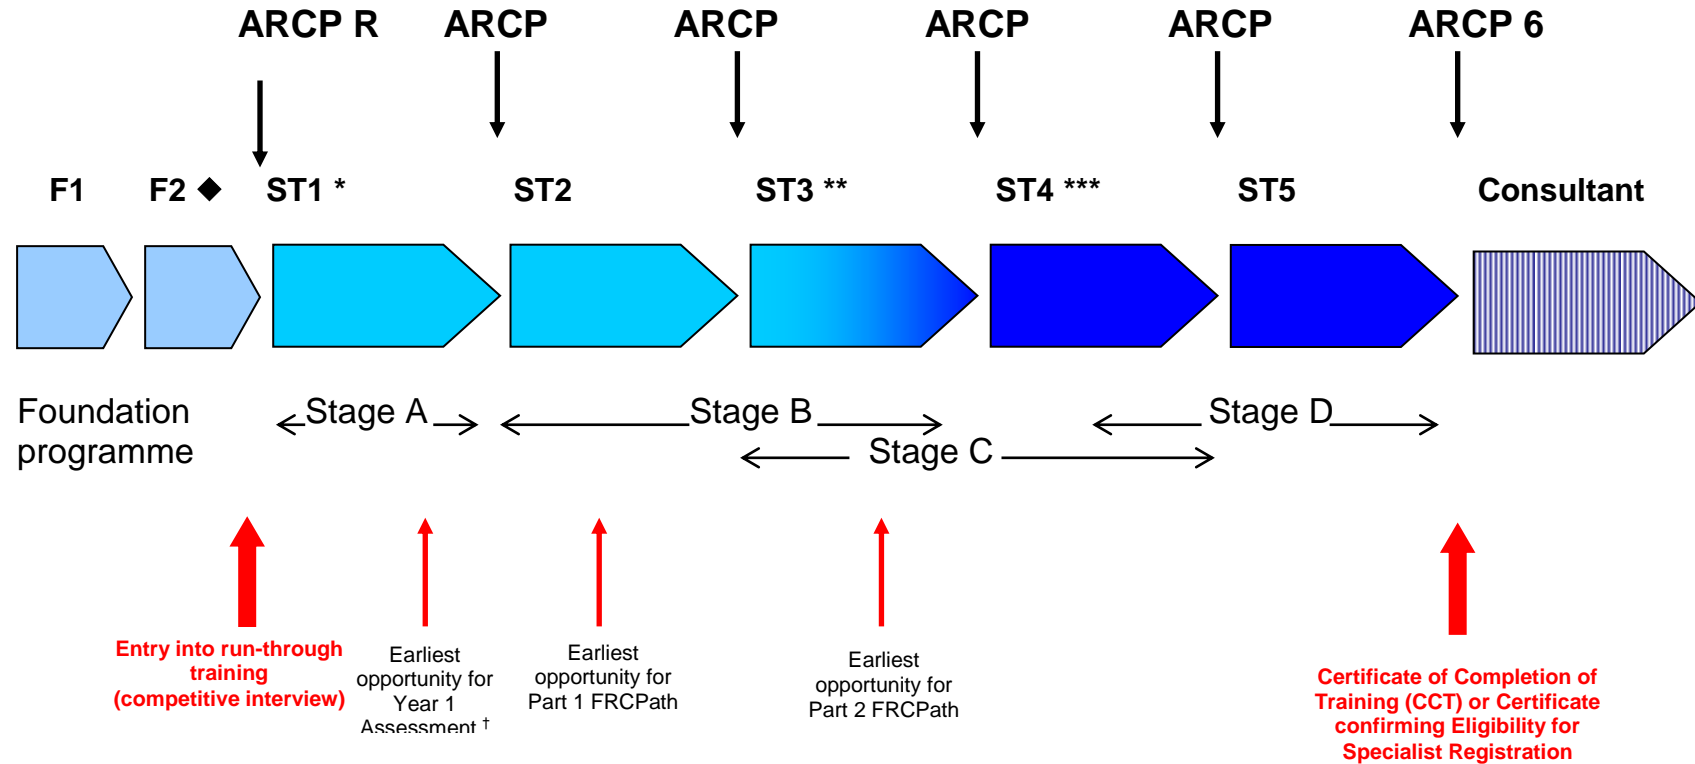 ARCP R ARCP ARCP ARCP ARCP ARCP 6
F1 F2 ◆ ST1 * ST2 ST3 ** ST4 *** ST5 Consultant
Foundation
programme
Stage A Stage B Stage D
Stage C
Entry into run-through
training
(competitive interview)
Earliest
opportunity for
Year 1
Assessment †
Earliest
opportunity for
Part 1 FRCPath
Earliest
opportunity for
Part 2 FRCPath
Certificate of Completion of
Training (CCT) or Certificate
confirming Eligibility for
Specialist Registration